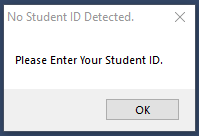 No Student ID Detected.
Please Enter Your Student ID.
OK